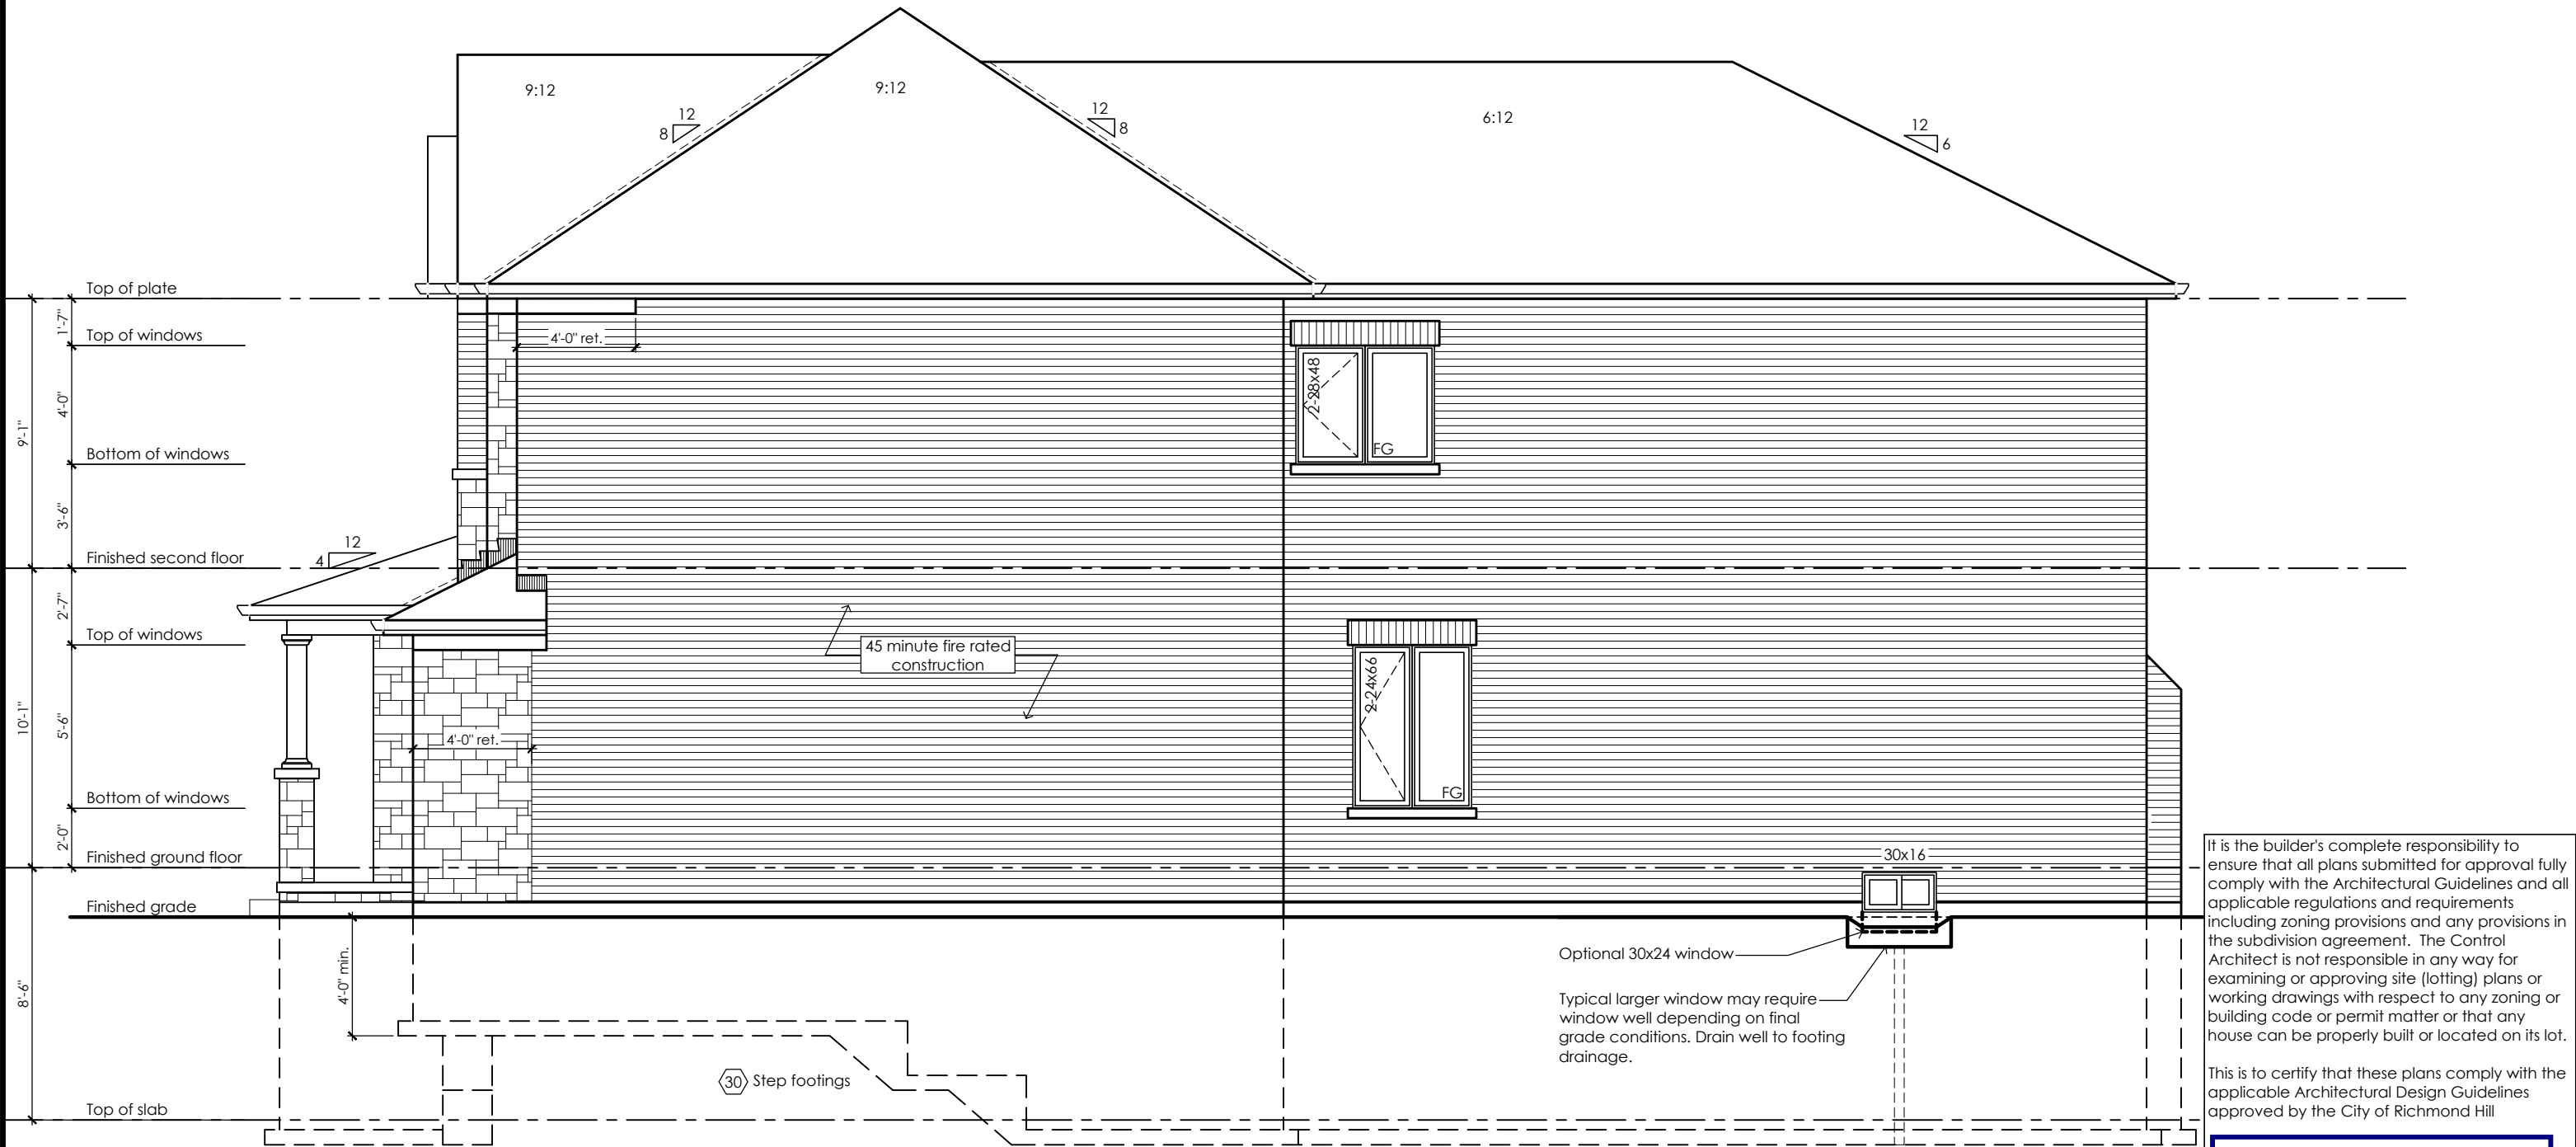 9:12
9:12
6:12
12
8
12
8
12
6
Top of plate
1'-7"
Top of windows
4'-0" ret.
2-28x48
4'-0"
9'-1"
FG
Bottom of windows
3'-6"
12
4
Finished second floor
2'-7"
Top of windows
45 minute fire rated
construction
2-24x66
10'-1"
5'-6"
4'-0" ret.
FG
Bottom of windows
2'-0"
Finished ground floor
30x16
Finished grade
4'-0" min.
8'-6"
Optional 30x24 window
Typical larger window may require
window well depending on final
grade conditions. Drain well to footing
drainage.
30 Step footings
Top of slab
It is the builder's complete responsibility to
ensure that all plans submitted for approval fully
comply with the Architectural Guidelines and all
applicable regulations and requirements
including zoning provisions and any provisions in
the subdivision agreement. The Control
Architect is not responsible in any way for
examining or approving site (lotting) plans or
working drawings with respect to any zoning or
building code or permit matter or that any
house can be properly built or located on its lot.
This is to certify that these plans comply with the
applicable Architectural Design Guidelines
approved by the City of Richmond Hill